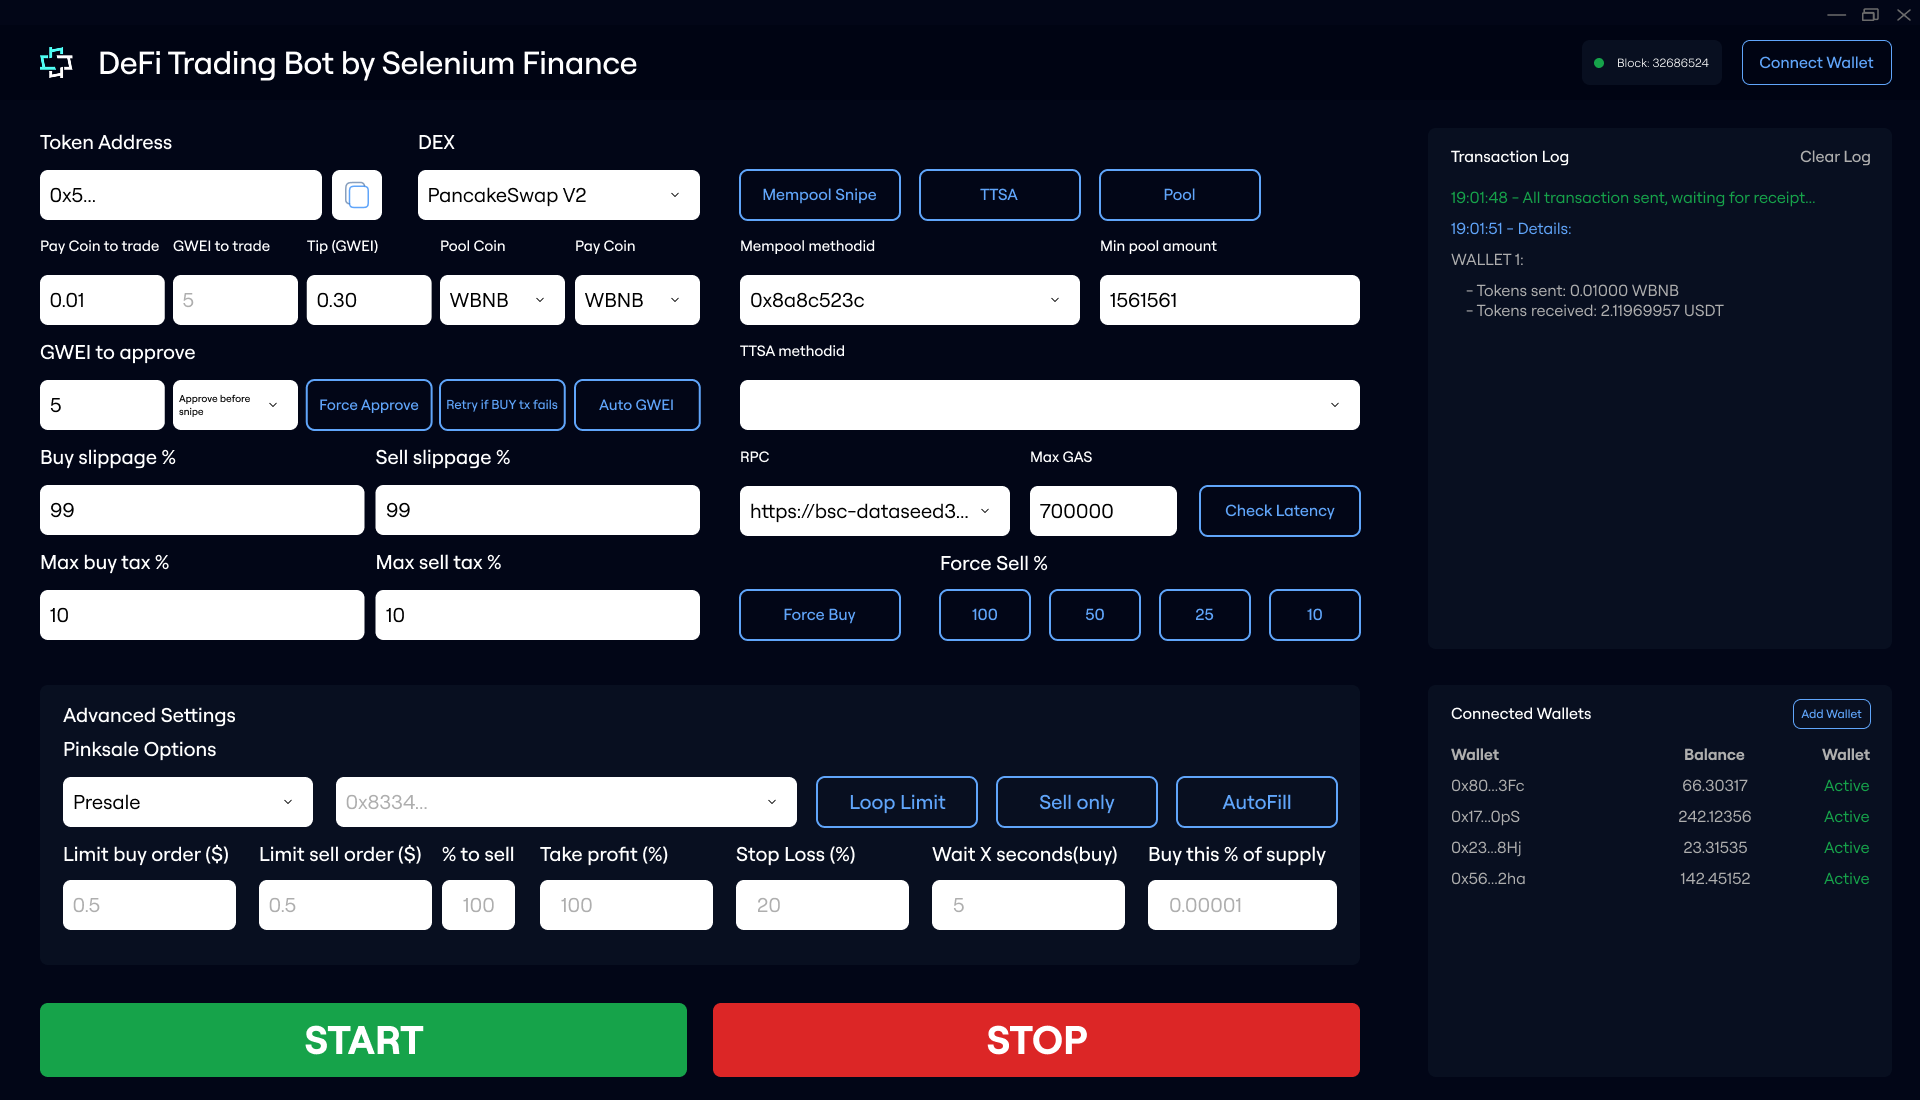 DeFi Trading Bot by Selenium Finance
Block: 32686524
Connect Wallet
Token Address
DEX
0x5...
PancakeSwap V2
Mempool Snipe
TTSA
Pool
Pay Coin to trade
GWEI to trade
Tip (GWEI)
Pool Coin
Pay Coin
Mempool methodid
Min pool amount
0.01
5
0.30
WBNB
WBNB
0x8a8c523c
1561561
GWEI to approve
TTSA methodid
5
Approve before
snipe
Force Approve
Retry if BUY tx fails
Auto GWEI
Buy slippage %
Sell slippage %
RPC
Max GAS
99
99
https://bsc-dataseed3...
700000
Check Latency
Max buy tax %
Max sell tax %
Force Sell %
10
10
Force Buy
100
50
25
10
Transaction Log
Clear Log
19:01:48 - All transaction sent, waiting for receipt...
19:01:51 - Details:
WALLET 1:
- Tokens sent: 0.01000 WBNB
- Tokens received: 2.11969957 USDT
Advanced Settings
Pinksale Options
Presale
0x8334...
Loop Limit
Sell only
AutoFill
Limit buy order ($)
Limit sell order ($)
% to sell
Take profit (%)
Stop Loss (%)
Wait X seconds(buy)
Buy this % of supply
0.5
0.5
100
100
20
5
0.00001
Connected Wallets
Add Wallet
Wallet Balance Wallet
0x80...3Fc 66.30317 Active
0x17...0pS 242.12356 Active
0x23...8Hj 23.31535 Active
0x56...2ha 142.45152 Active
START
STOP